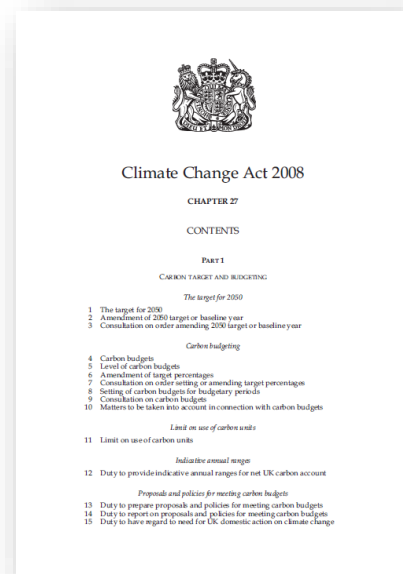 Climate Change Act 2008
CHAPTER 27
CONTENTS
PART 1
CARBON TARGET AND BUDGETING
The target for 2050
1 The target for 2050
2 Amendment of 2050 target or baseline year
3 Consultation on order amending 2050 target or baseline year
Carbon budgeting
4 Carbon budgets
5 Level of carbon budgets
6 Amendment of target percentages
7 Consultation on order setting or amending target percentages
8 Setting of carbon budgets for budgetary periods
9 Consultation on carbon budgets
10 Matters to be taken into account in connection with carbon budgets
Limit on use of carbon units
11 Limit on use of carbon units
Indicative annual ranges
12 Duty to provide indicative annual ranges for net UK carbon account
Proposals and policies for meeting carbon budgets
13 Duty to prepare proposals and policies for meeting carbon budgets
14 Duty to report on proposals and policies for meeting carbon budgets
15 Duty to have regard to need for UK domestic action on climate change